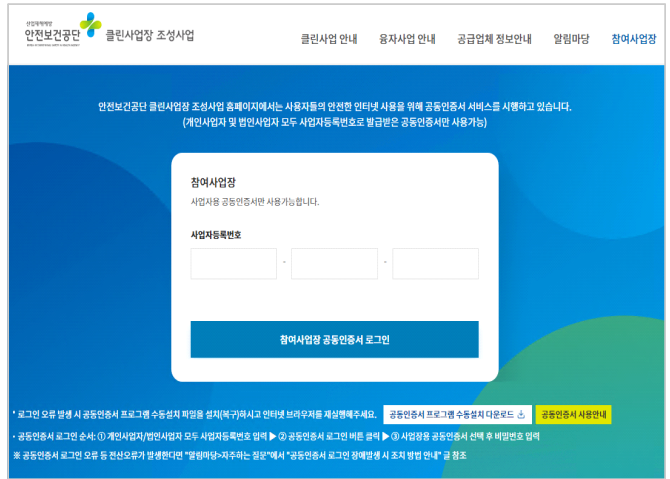 산업재해예방
안전보건공단
클린사업장 조성사업
클린사업 안내 융자사업 안내 공급업체 정보안내 알림마당 참여사업장
안전보건공단 클린사업장 조성사업 홈페이지에서는 사용자들의 안전한 인터넷 사용을 위해 공동인증서 서비스를 시행하고 있습니다.
(개인사업자 및 법인사업자 모두 사업자등록번호로 발급받은 공동인증서만 사용가능)
참여사업장
사업자용 공동인증서만 사용가능합니다.
사업자등록번호
- -
참여사업장 공동인증서 로그인
* 로그인 오류 발생 시 공동인증서 프로그램 수동설치 파일을 설치(복구)하시고 인터넷 브라우저를 재실행해주세요. 공동인증서 프로그램 수동설치 다운로드 공동인증서 사용안내
· 공동인증서 로그인 순서: ① 개인사업자/법인사업자 모두 사업자등록번호 입력 ▶ ② 공동인증서 로그인 버튼 클릭 ▶ ③ 사업장용 공동인증서 선택 후 비밀번호 입력
※ 공동인증서 로그인 오류 등 전산오류가 발생한다면 "알림마당>자주하는 질문"에서 "공동인증서 로그인 장애발생 시 조치 방법 안내" 글 참조